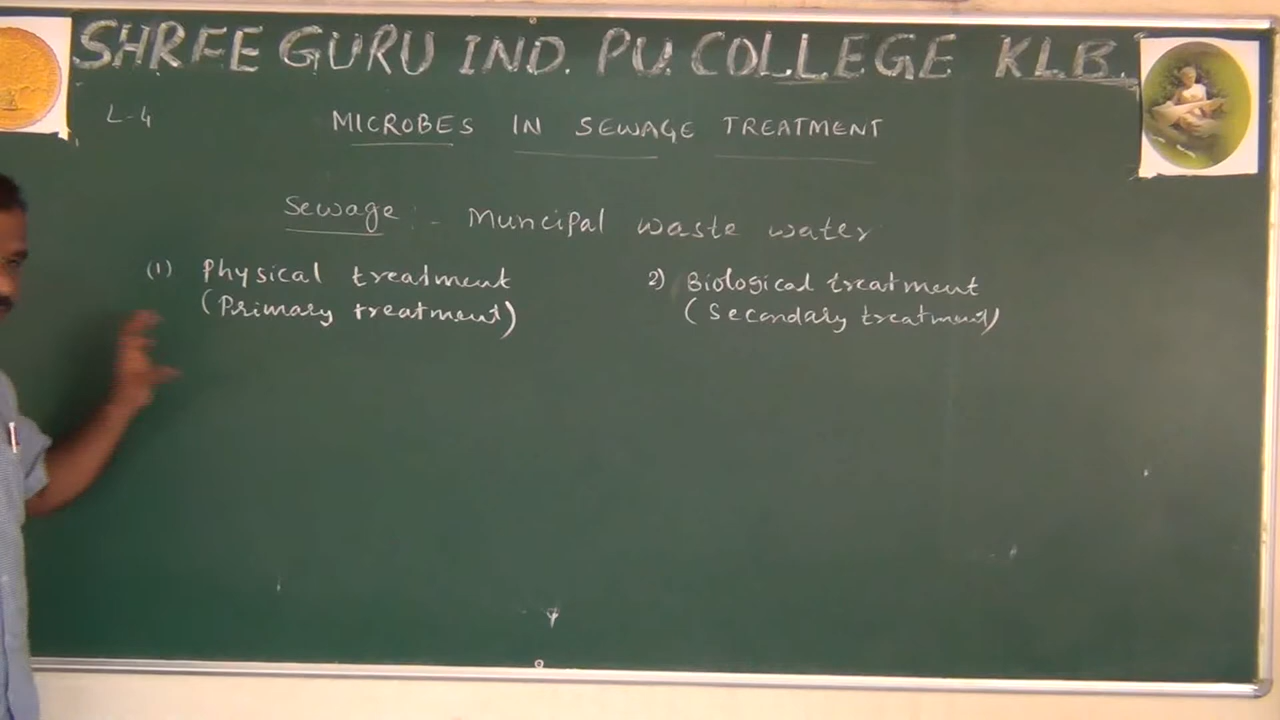 SHREE GURU IND. PU. COLLEGE KLB.
L-4
MICROBES IN SEWAGE TREATMENT
Sewage :- Muncipal waste water
(1) Physical treatment
(Primary treatment)
2) Biological treatment
(Secondary treatment)